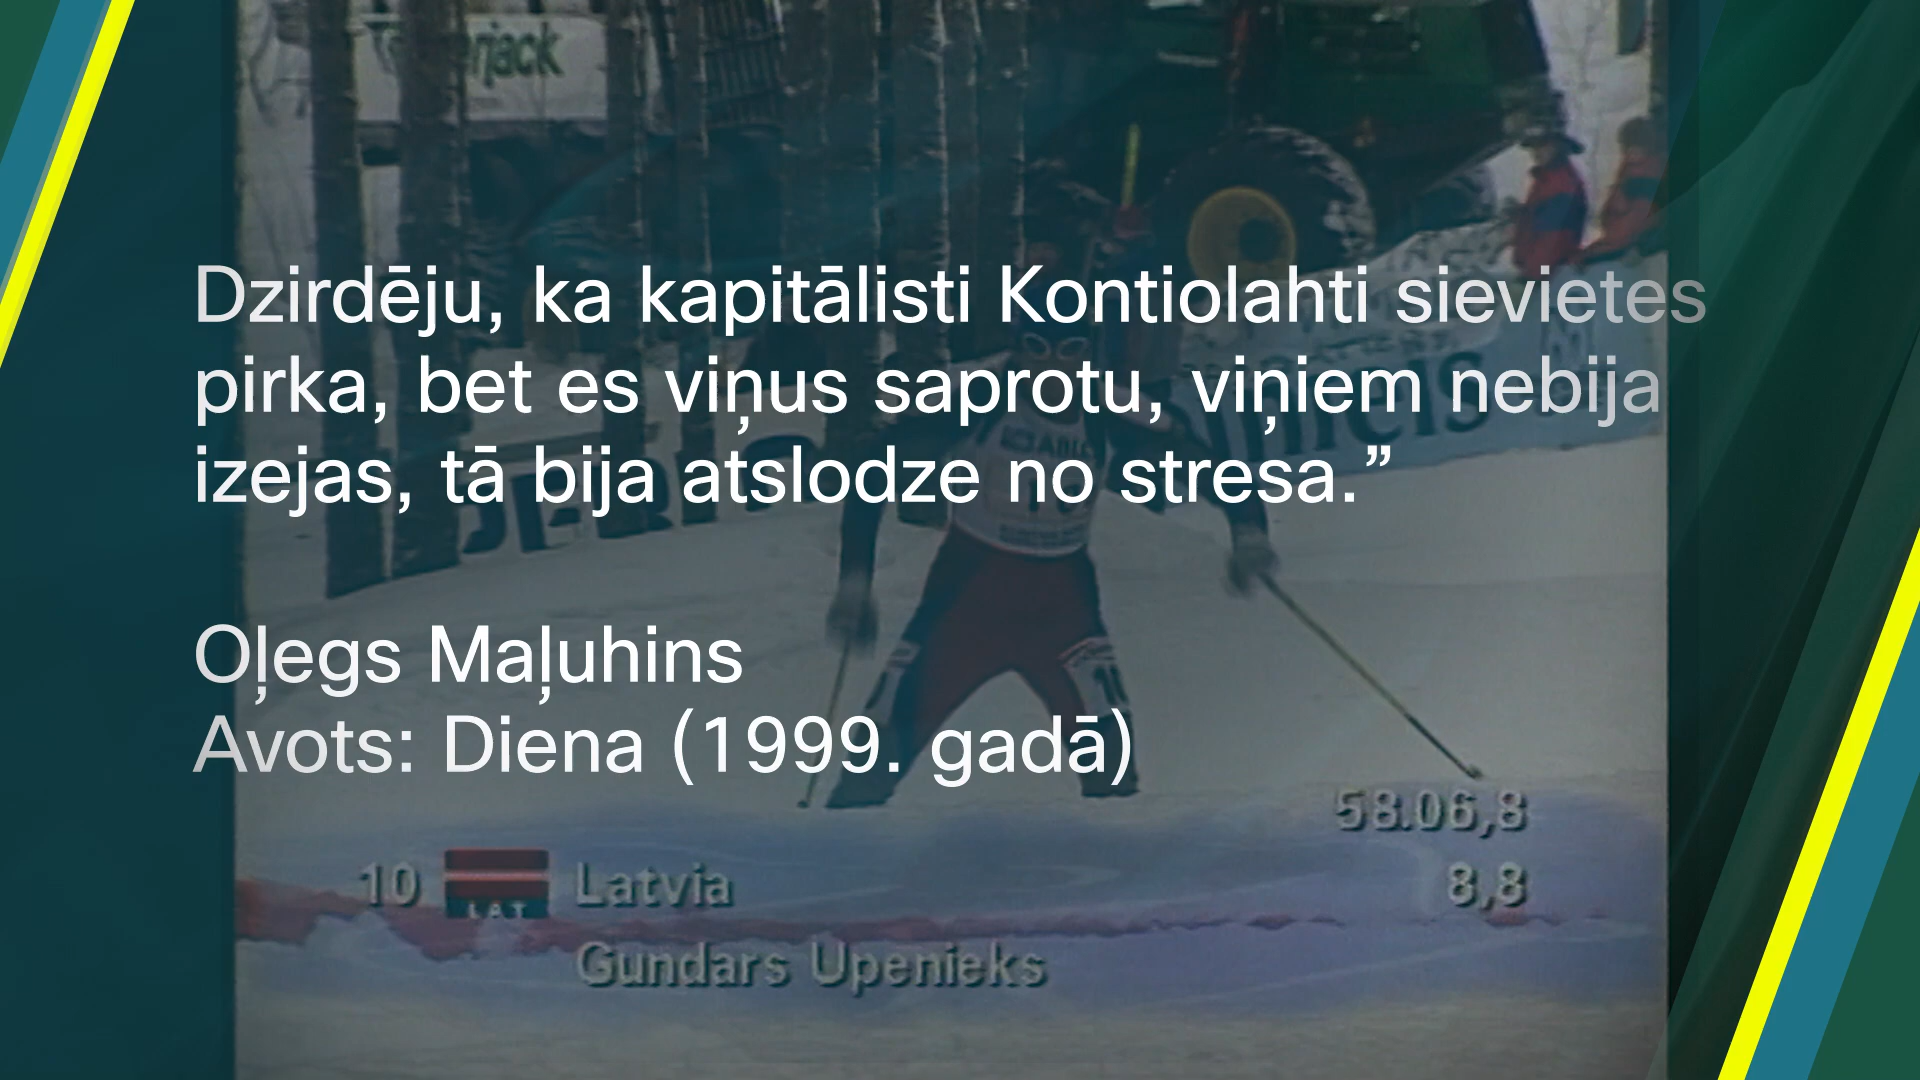 Dzirdēju, ka kapitālisti Kontiolahti sievietes
pirka, bet es viņus saprotu, viņiem nebija
izejas, tā bija atslodze no stresa.”
Oļegs Maļuhins
Avots: Diena (1999. gadā)
58.06,8
10 LAT Latvia 8,8
Gundars Upenieks